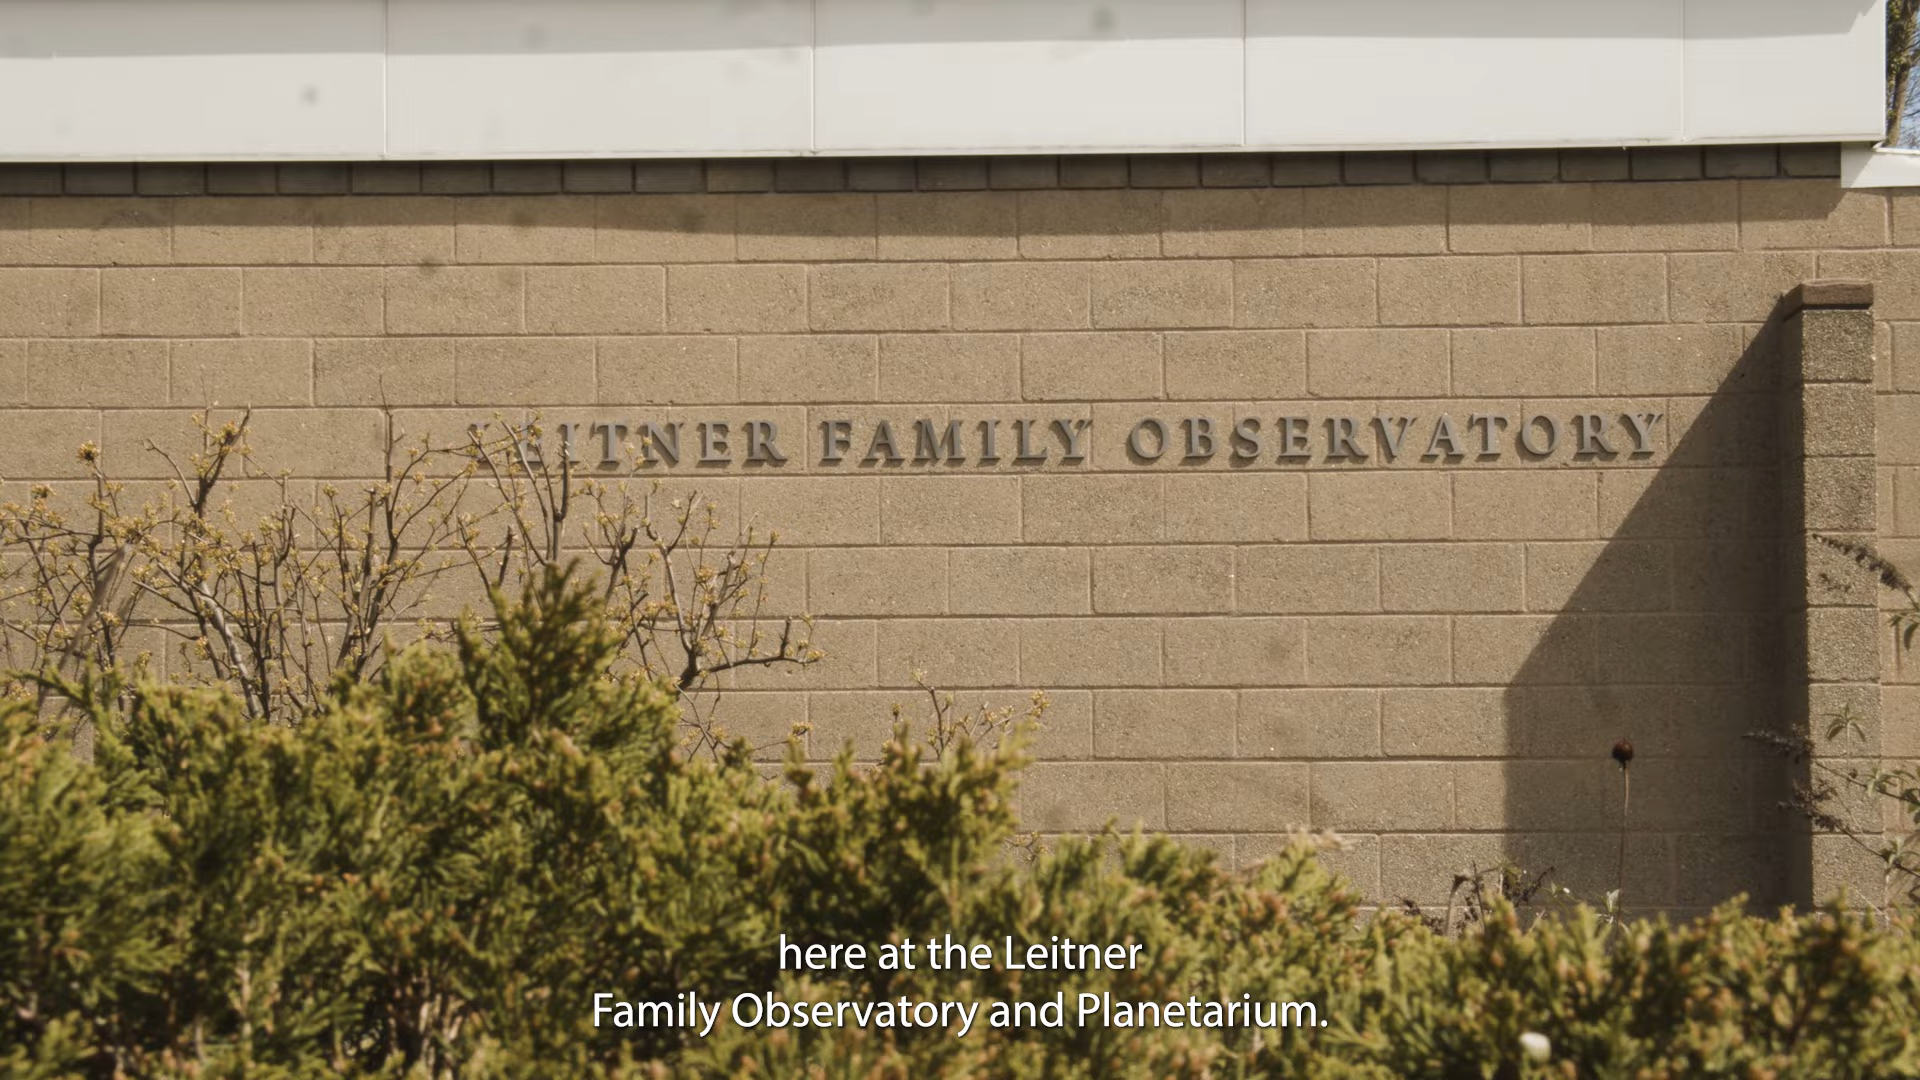 LEITNER FAMILY OBSERVATORY
here at the Leitner
Family Observatory and Planetarium.